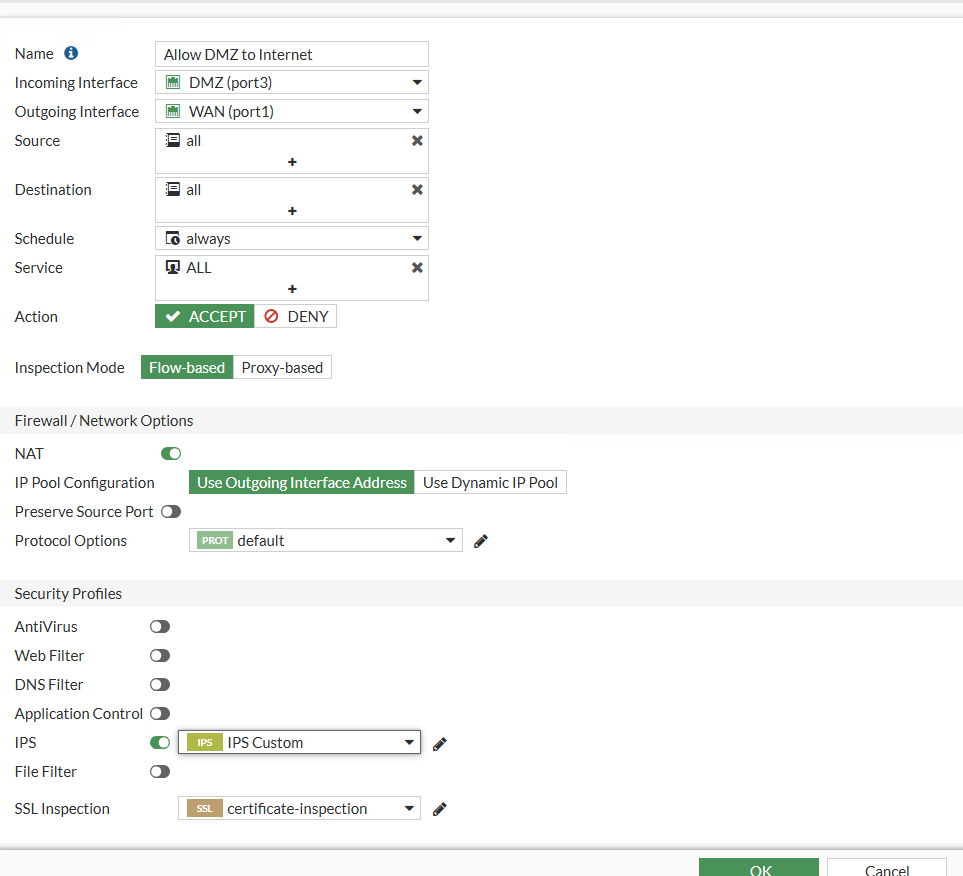 Name Allow DMZ to Internet
Incoming Interface DMZ (port3)
Outgoing Interface WAN (port1)
Source all
+
Destination all
+
Schedule always
Service ALL
+
Action ACCEPT DENY
Inspection Mode Flow-based Proxy-based
Firewall / Network Options
NAT
IP Pool Configuration Use Outgoing Interface Address Use Dynamic IP Pool
Preserve Source Port
Protocol Options PROT default
Security Profiles
AntiVirus
Web Filter
DNS Filter
Application Control
IPS IPS IPS Custom
File Filter
SSL Inspection SSL certificate-inspection
OK Cancel